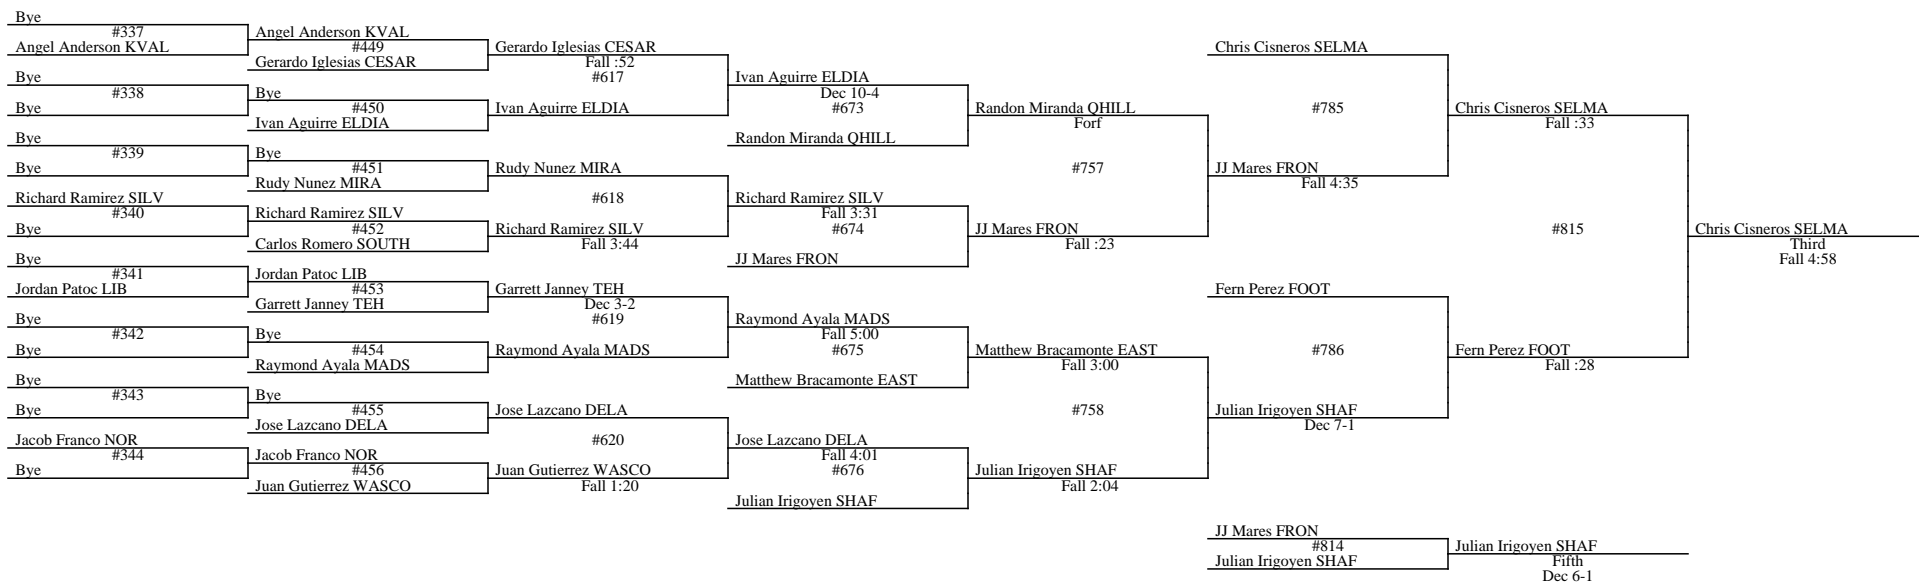 Bye
#337
Angel Anderson KVAL
Bye
#338
Bye
Bye
#339
Bye
Richard Ramirez SILV
#340
Bye
Bye
#341
Jordan Patoc LIB
Bye
#342
Bye
Bye
#343
Bye
Jacob Franco NOR
#344
Bye
Angel Anderson KVAL
#449
Gerardo Iglesias CESAR
Bye
#450
Ivan Aguirre ELDIA
Bye
#451
Rudy Nunez MIRA
Richard Ramirez SILV
#452
Carlos Romero SOUTH
Jordan Patoc LIB
#453
Garrett Janney TEH
Bye
#454
Raymond Ayala MADS
Bye
#455
Jose Lazcano DELA
Jacob Franco NOR
#456
Juan Gutierrez WASCO
Gerardo Iglesias CESAR
Fall :52
#617
Ivan Aguirre ELDIA
Rudy Nunez MIRA
#618
Richard Ramirez SILV
Fall 3:44
Garrett Janney TEH
Dec 3-2
#619
Raymond Ayala MADS
Jose Lazcano DELA
#620
Juan Gutierrez WASCO
Fall 1:20
Ivan Aguirre ELDIA
Dec 10-4
#673
Randon Miranda QHILL
Richard Ramirez SILV
Fall 3:31
#674
JJ Mares FRON
Raymond Ayala MADS
Fall 5:00
#675
Matthew Bracamonte EAST
Jose Lazcano DELA
Fall 4:01
#676
Julian Irigoyen SHAF
Randon Miranda QHILL
Forf
#757
JJ Mares FRON
Fall :23
Matthew Bracamonte EAST
Fall 3:00
#758
Julian Irigoyen SHAF
Fall 2:04
Chris Cisneros SELMA
#785
JJ Mares FRON
Fall 4:35
Fern Perez FOOT
#786
Julian Irigoyen SHAF
Dec 7-1
Chris Cisneros SELMA
Fall :33
#815
Fern Perez FOOT
Fall :28
Chris Cisneros SELMA
Third
Fall 4:58
JJ Mares FRON
#814
Julian Irigoyen SHAF
Julian Irigoyen SHAF
Fifth
Dec 6-1